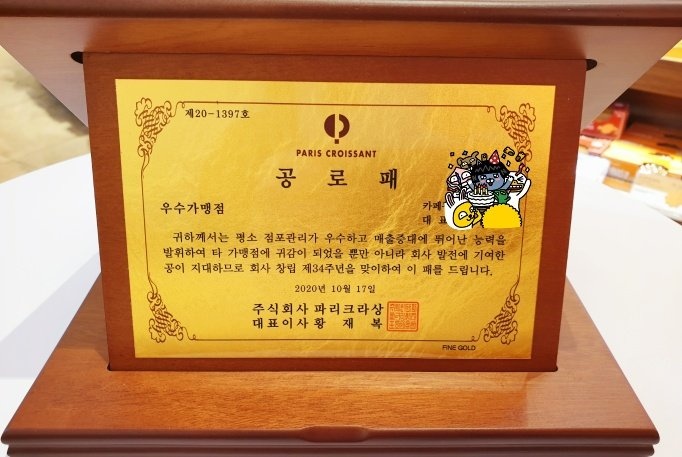 제20-1397호
PARIS CROISSANT
공 로 패
우수가맹점
카페
대 표
귀하께서는 평소 점포관리가 우수하고 매출증대에 뛰어난 능력을
발휘하여 타 가맹점에 귀감이 되었을 뿐만 아니라 회사 발전에 기여한
공이 지대하므로 회사 창립 제34주년을 맞이하여 이 패를 드립니다.
2020년 10월 17일
주식회사 파리크라상
대표이사 황 재 복
FINE GOLD